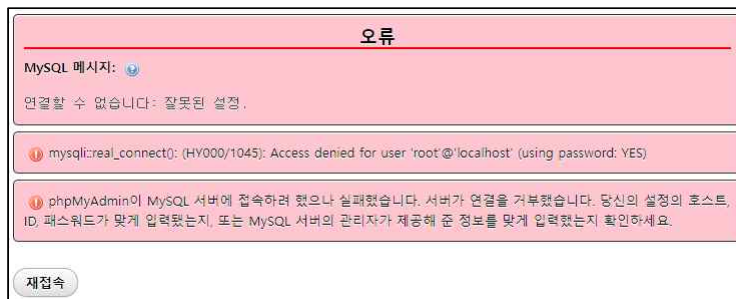 오류
MySQL 메시지:
연결할 수 없습니다: 잘못된 설정.
mysqli::real_connect(): (HY000/1045): Access denied for user 'root'@'localhost' (using password: YES)
phpMyAdmin이 MySQL 서버에 접속하려 했으나 실패했습니다. 서버가 연결을 거부했습니다. 당신의 설정의 호스트,
ID, 패스워드가 맞게 입력됐는지, 또는 MySQL 서버의 관리자가 제공해 준 정보를 맞게 입력했는지 확인하세요.
재접속